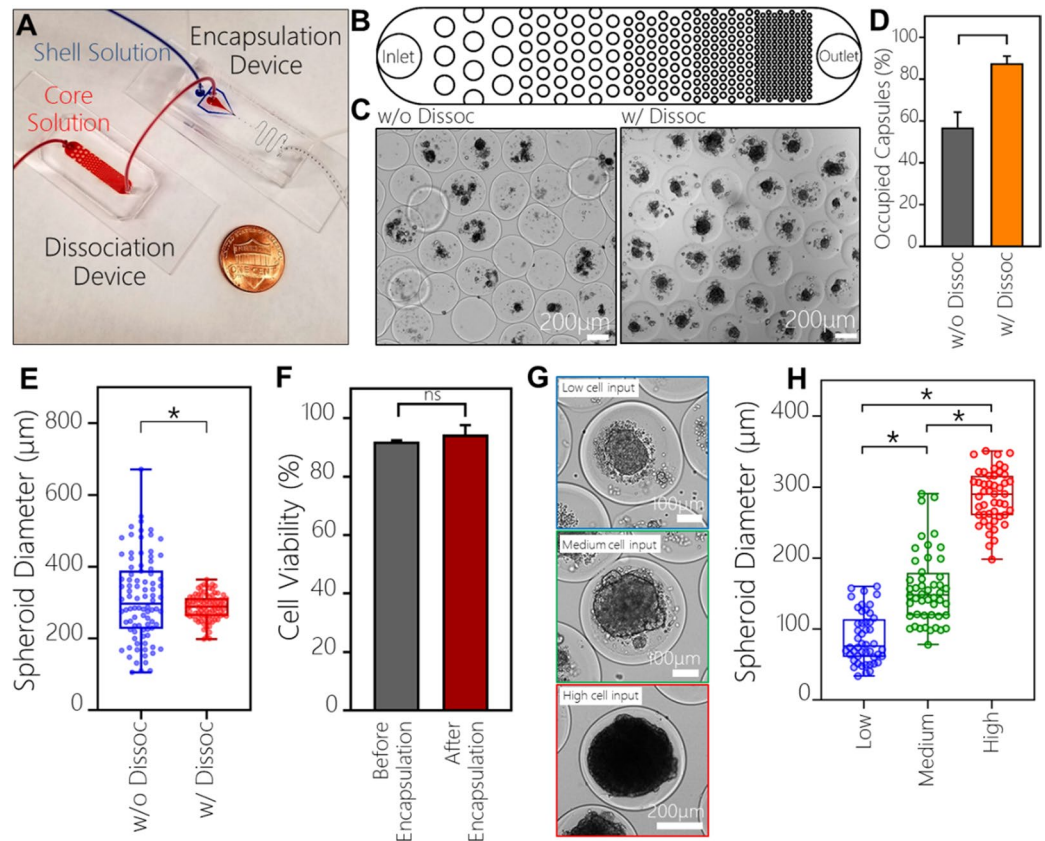 A
Shell Solution
Encapsulation
Device
Core
Solution
Dissociation
Device
B
Inlet
Outlet
C
w/o Dissoc
w/ Dissoc
200µm
200µm
D
Occupied Capsules (%)
100
80
60
40
20
0
w/o Dissoc
w/ Dissoc
E
Spheroid Diameter (µm)
800
600
400
200
0
*
w/o Dissoc
w/ Dissoc
F
Cell Viability (%)
100
80
60
40
20
0
ns
Before
Encapsulation
After
Encapsulation
G
Low cell input
100µm
Medium cell input
100µm
High cell input
200µm
H
Spheroid Diameter (µm)
400
300
200
100
0
*
*
*
Low
Medium
High